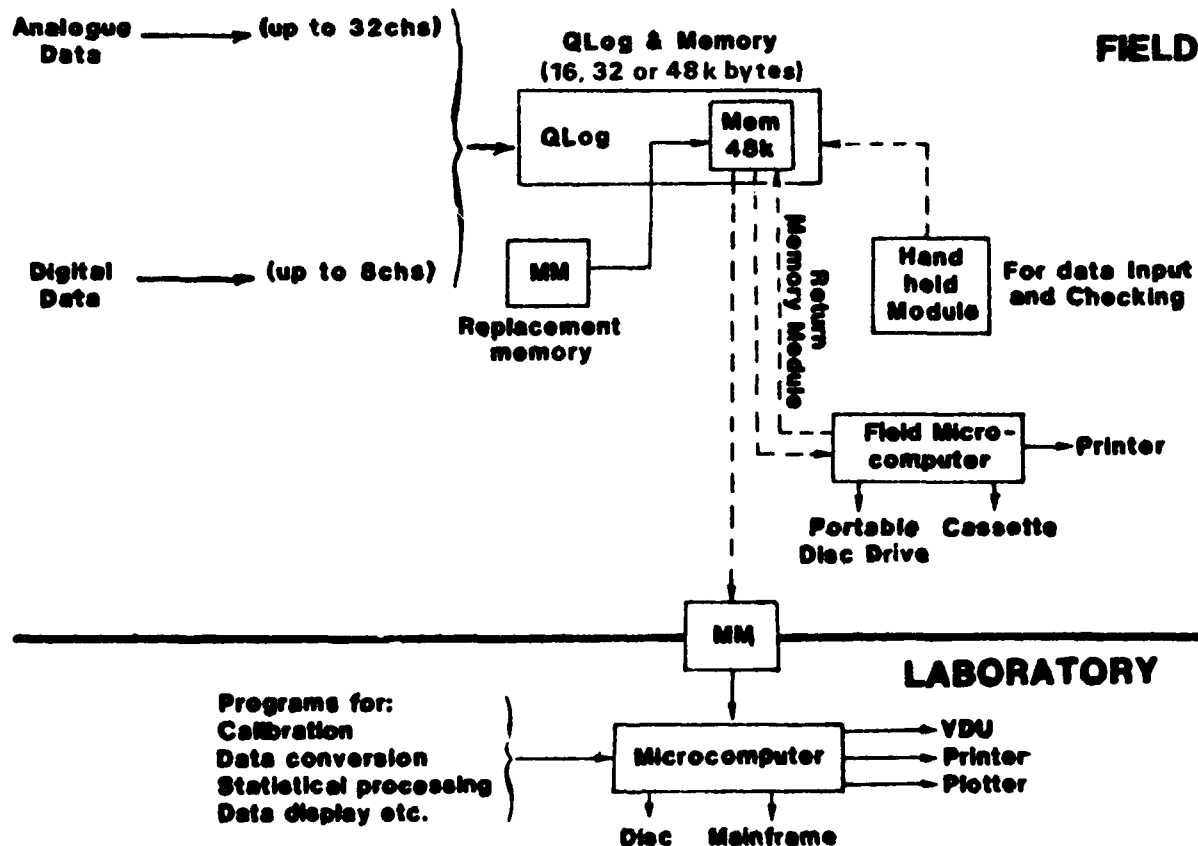 Analogue
Data
(up to 32chs)
QLog & Memory
(16, 32 or 48k bytes)
FIELD
QLog
Mem
48k
Digital
Data
(up to 8chs)
MM
Replacement
memory
Return
Memory Module
Hand
held
Module
For data input
and Checking
Field Micro-
computer
Printer
Portable
Disc Drive
Cassette
MM
LABORATORY
Programs for:
Calibration
Data conversion
Statistical processing
Data display etc.
Microcomputer
VDU
Printer
Plotter
Disc
Mainframe